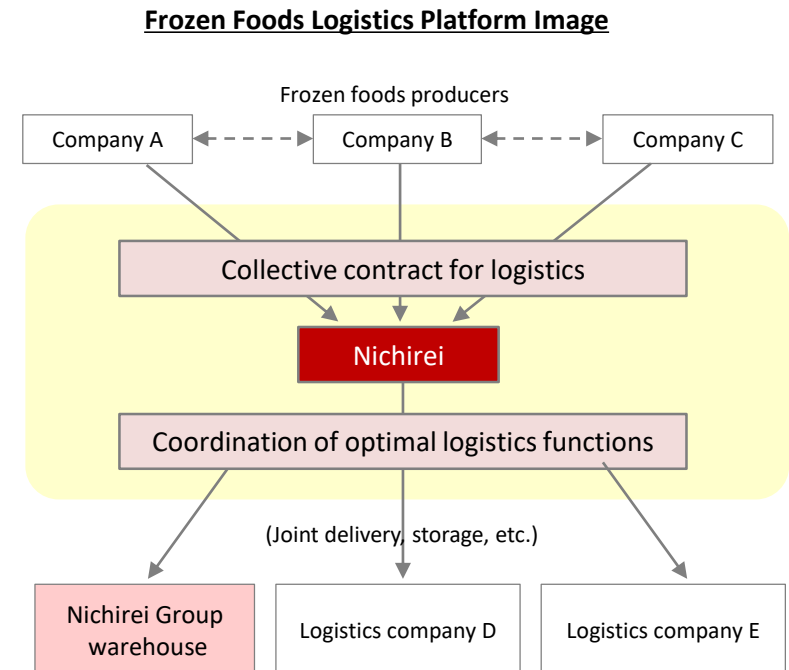 Frozen Foods Logistics Platform Image
Frozen foods producers
Company A
Company B
Company C
Collective contract for logistics
Nichirei
Coordination of optimal logistics functions
(Joint delivery, storage, etc.)
Nichirei Group
warehouse
Logistics company D
Logistics company E